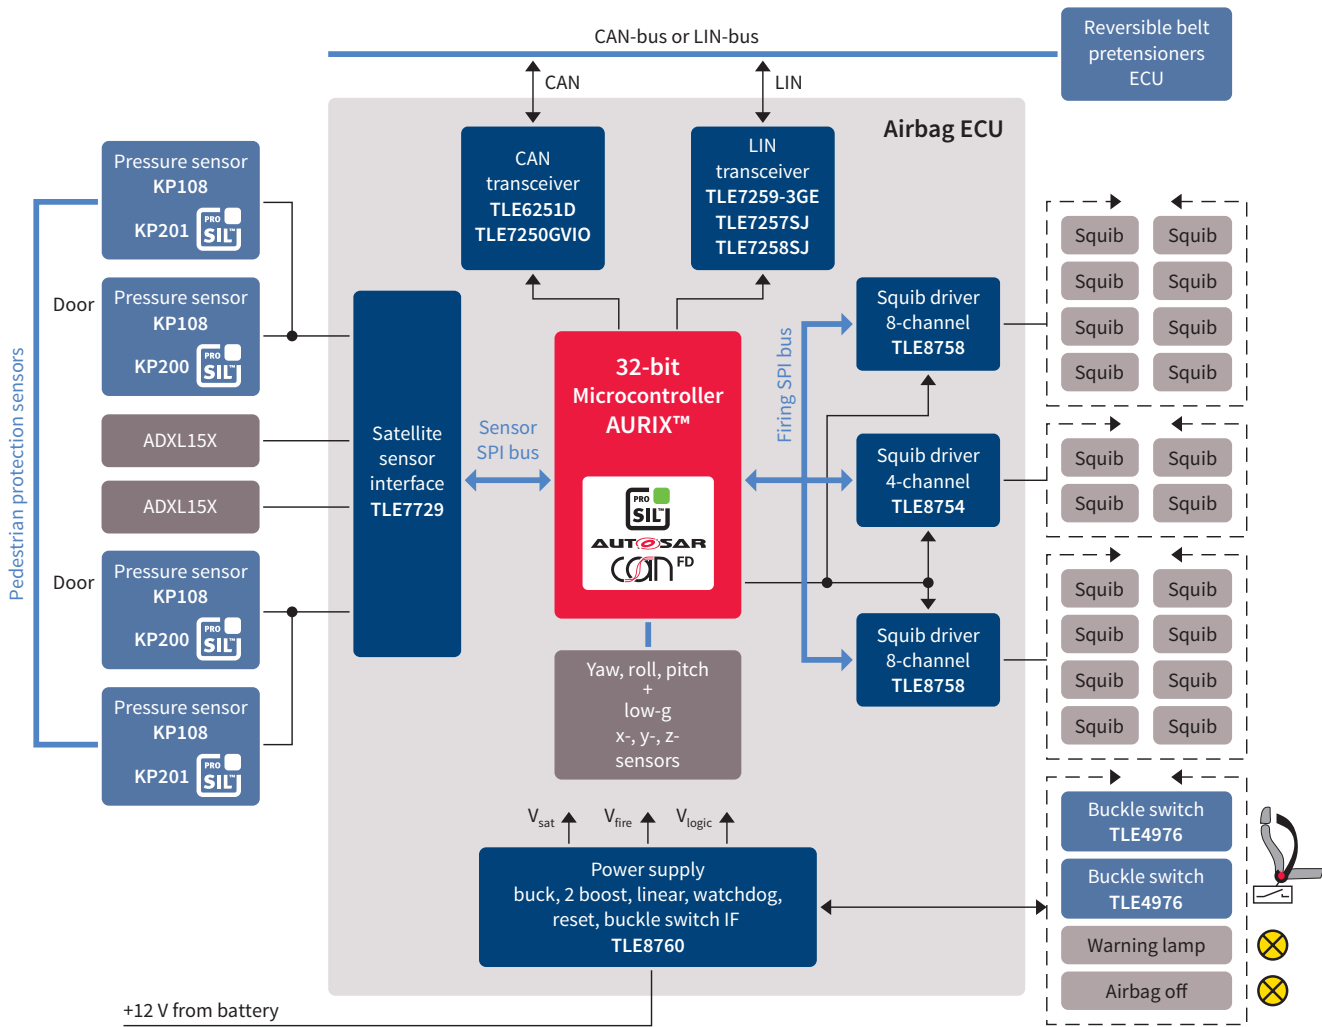 CAN-bus or LIN-bus
Reversible belt
pretensioners
ECU
CAN
LIN
Airbag ECU
CAN
transceiver
TLE6251D
TLE7250GVIO
LIN
transceiver
TLE7259-3GE
TLE7257SJ
TLE7258SJ
Pedestrian protection sensors
Pressure sensor
KP108
KP201
PRO
SIL™
Door
Pressure sensor
KP108
KP200
PRO
SIL™
ADXL15X
ADXL15X
Door
Pressure sensor
KP108
KP200
PRO
SIL™
Pressure sensor
KP108
KP201
PRO
SIL™
Satellite
sensor
interface
TLE7729
Sensor
SPI bus
32-bit
Microcontroller
AURIX™
PRO
SIL™
AUTOSAR
CAN FD
Yaw, roll, pitch
+
low-g
x-, y-, z-
sensors
Firing SPI bus
Squib driver
8-channel
TLE8758
Squib driver
4-channel
TLE8754
Squib driver
8-channel
TLE8758
Squib Squib
Squib Squib
Squib Squib
Squib Squib
Squib Squib
Squib Squib
Squib Squib
Squib Squib
Squib Squib
Squib Squib
Vsat Vfire Vlogic
Power supply
buck, 2 boost, linear, watchdog,
reset, buckle switch IF
TLE8760
Buckle switch
TLE4976
Buckle switch
TLE4976
Warning lamp
Airbag off
+12 V from battery